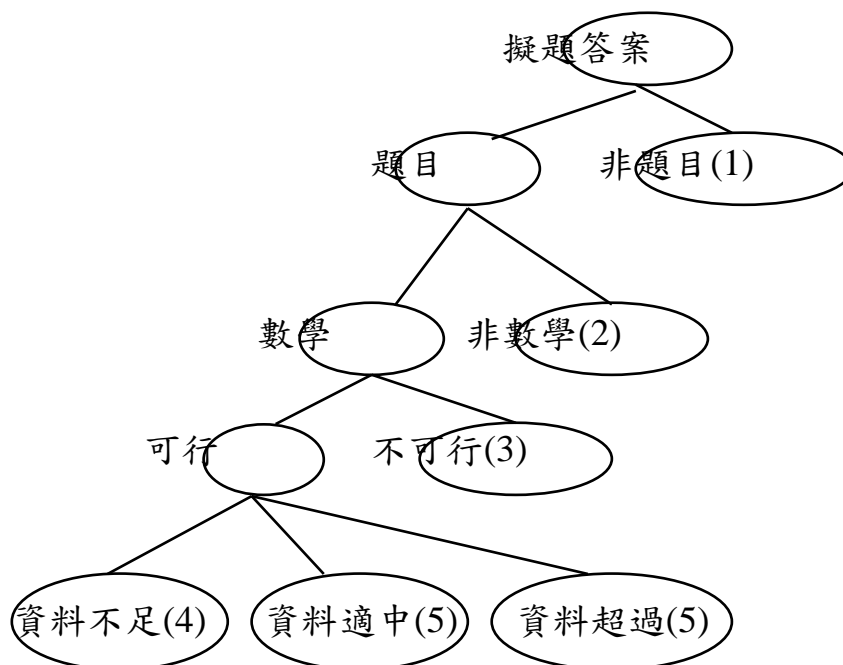 擬題答案
題目 非題目(1)
數學 非數學(2)
可行 不可行(3)
資料不足(4) 資料適中(5) 資料超過(5)